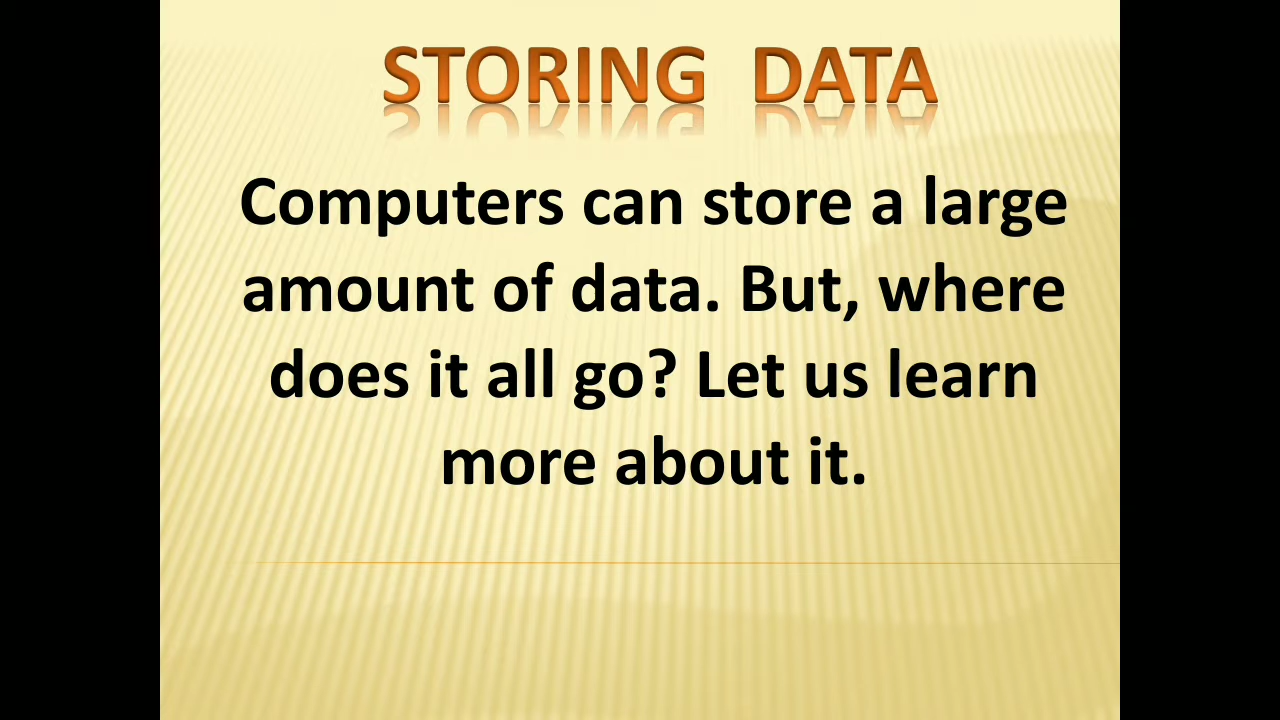 STORING DATA
Computers can store a large
amount of data. But, where
does it all go? Let us learn
more about it.